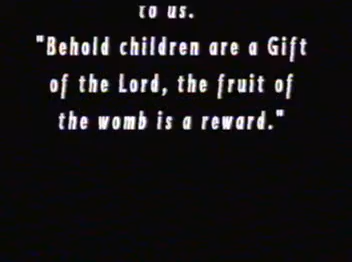 to us.
"Behold children are a Gift
of the Lord, the fruit of
the womb is a reward."